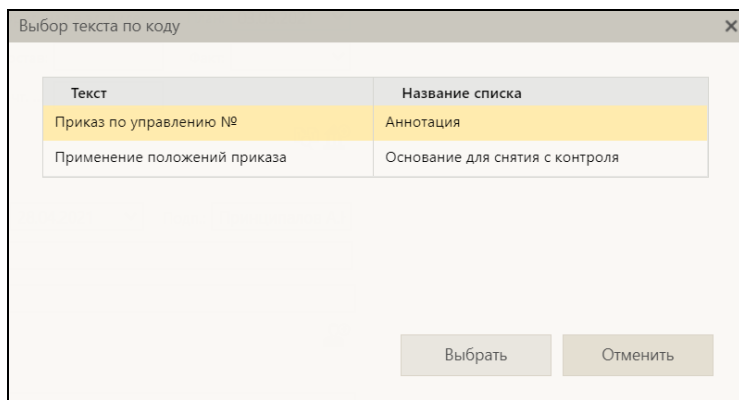 Выбор текста по коду
Текст Название списка
Приказ по управлению № Аннотация
Применение положений приказа Основание для снятия с контроля
Выбрать Отменить